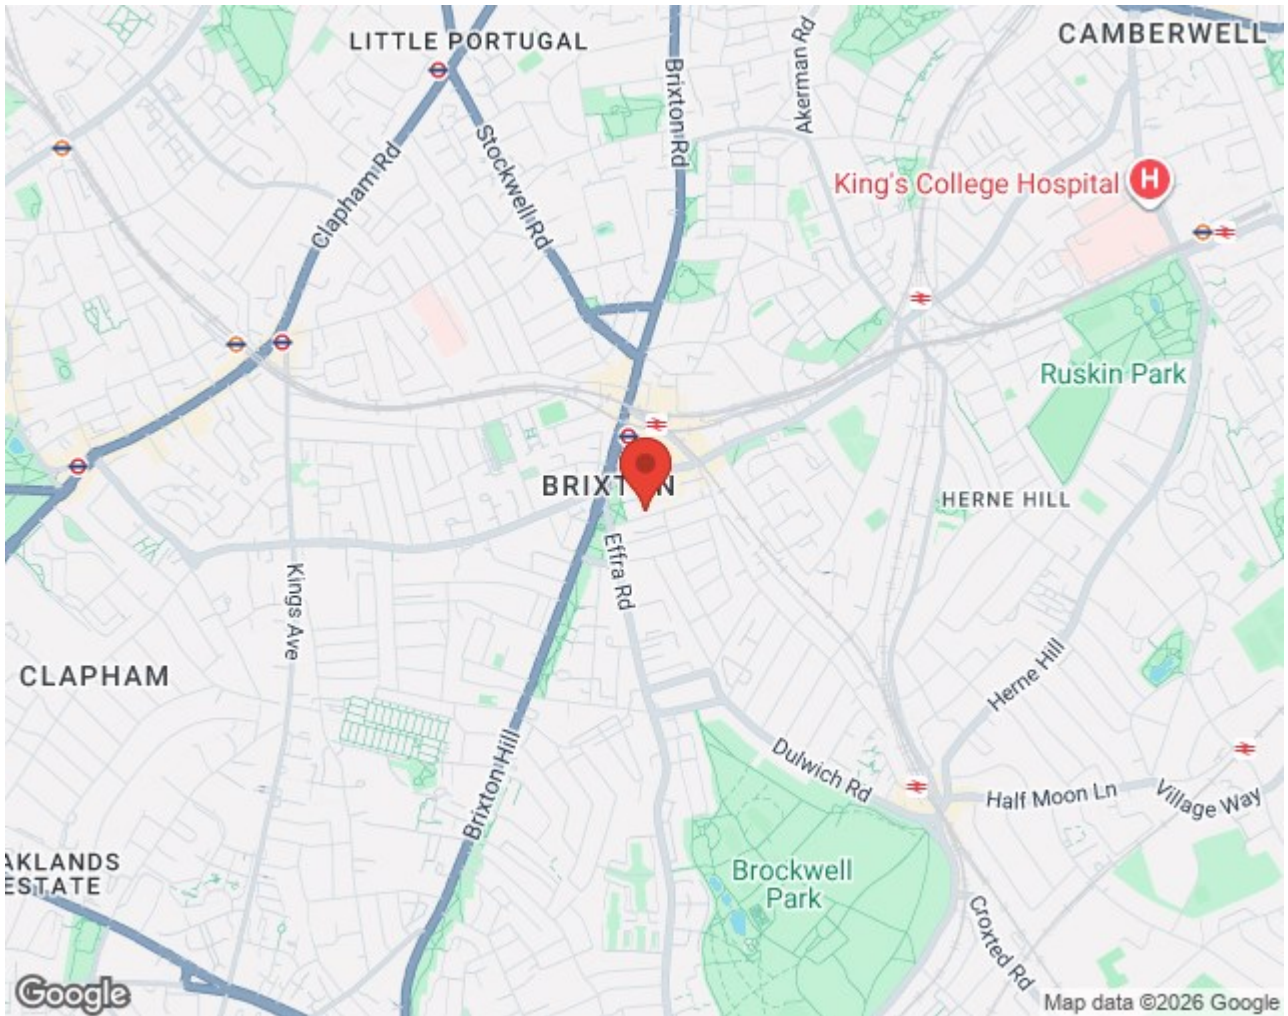 LITTLE PORTUGAL
CAMBERWELL
Akerman Rd
Brixton Rd
Stockwell Rd
Clapham Rd
King's College Hospital
H
Ruskin Park
BRIXT N
HERNE HILL
Effra Rd
Kings Ave
CLAPHAM
Herne Hill
Brixton Hill
Dulwich Rd
Half Moon Ln
Village Way
AKLANDS
ESTATE
Brockwell
Park
Croxted Rd
Google
Map data ©2026 Google